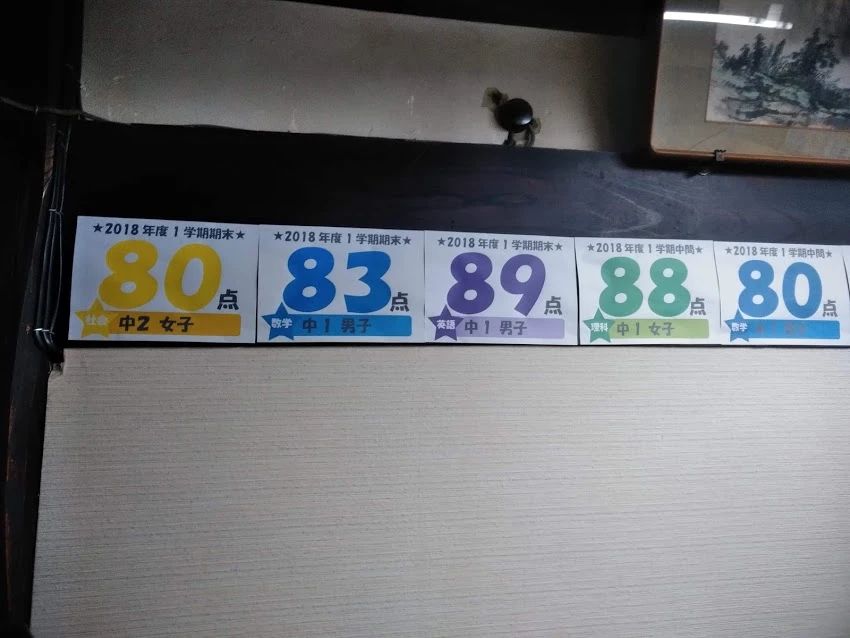 ★2018年度1学期期末★
80点
社会 中2 女子
★2018年度1学期期末★
83点
数学 中1 男子
★2018年度1学期期末★
89点
英語 中1 男子
★2018年度1学期中間★
88点
理科 中1 女子
★2018年度1学期中間★
80点
数学